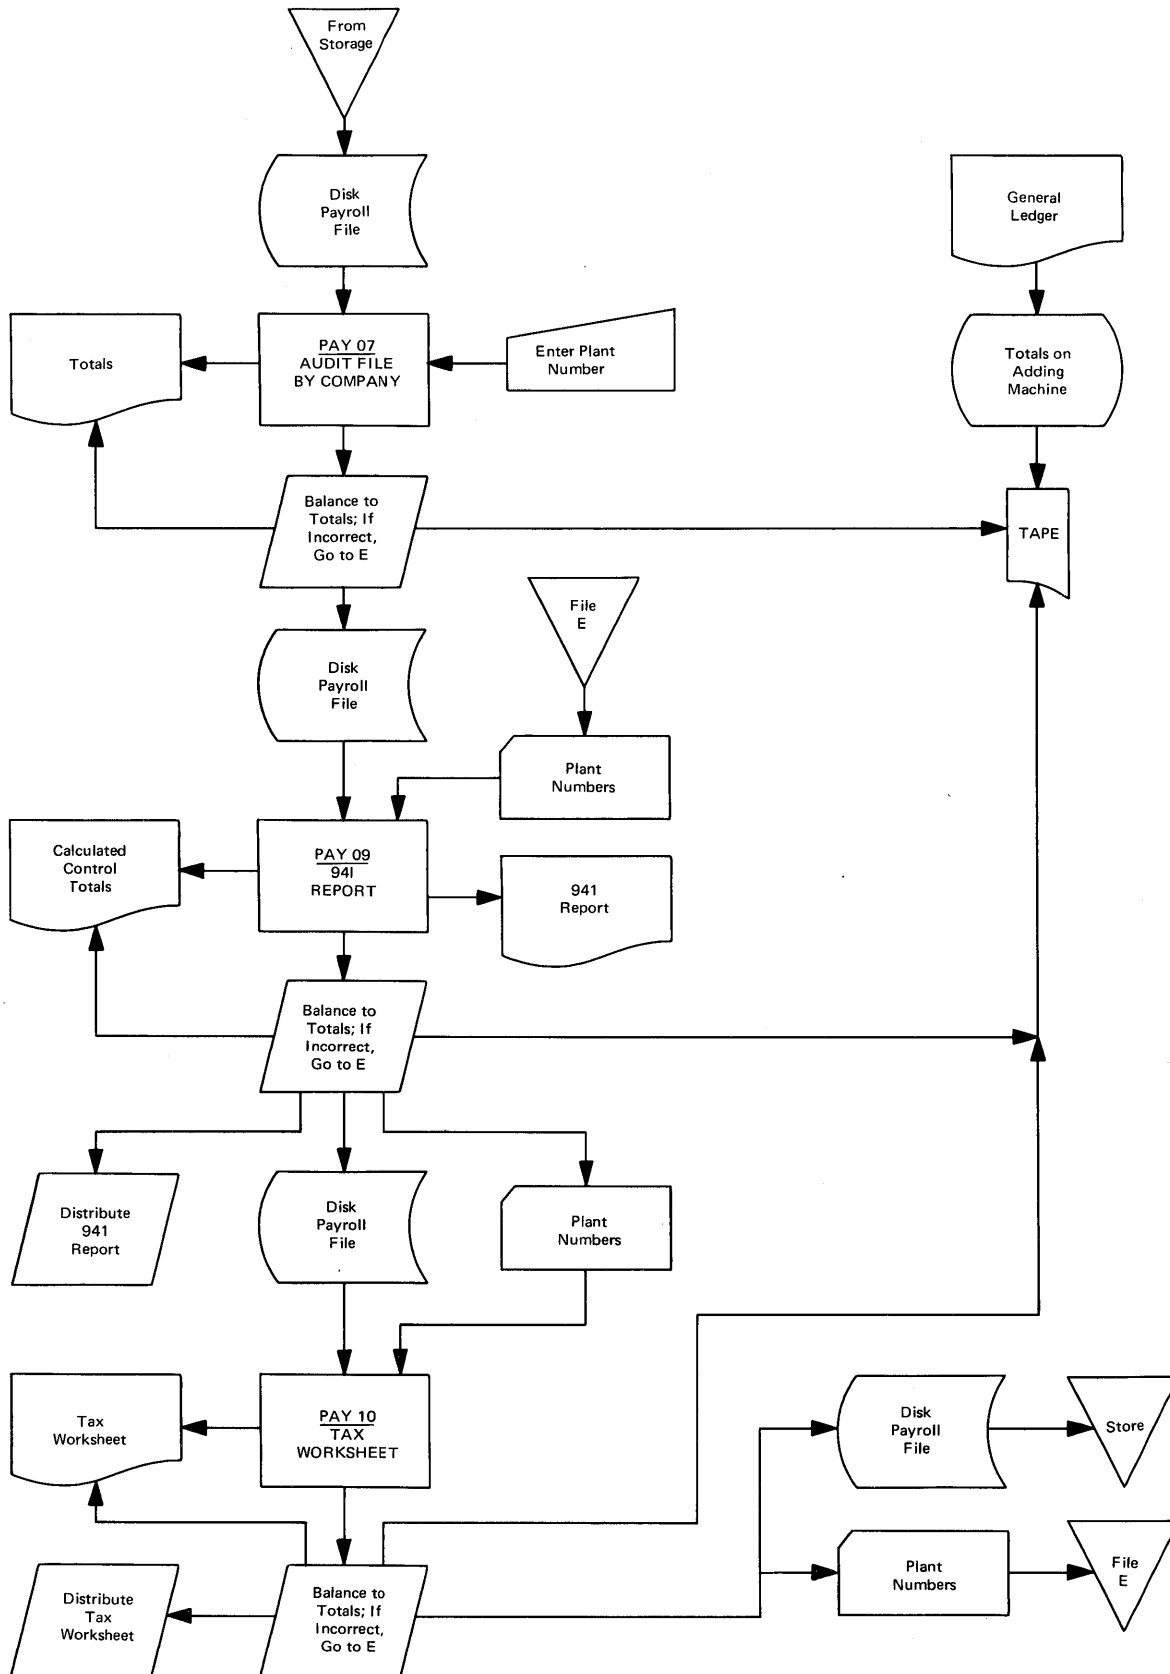 From
Storage
Disk
Payroll
File
General
Ledger
Totals
PAY 07
AUDIT FILE
BY COMPANY
Enter Plant
Number
Totals on
Adding
Machine
Balance to
Totals; If
Incorrect,
Go to E
TAPE
File
E
Disk
Payroll
File
Plant
Numbers
Calculated
Control
Totals
PAY 09
94I
REPORT
941
Report
Balance to
Totals; If
Incorrect,
Go to E
Distribute
941
Report
Disk
Payroll
File
Plant
Numbers
Tax
Worksheet
PAY 10
TAX
WORKSHEET
Disk
Payroll
File
Store
Distribute
Tax
Worksheet
Balance to
Totals; If
Incorrect,
Go to E
Plant
Numbers
File
E